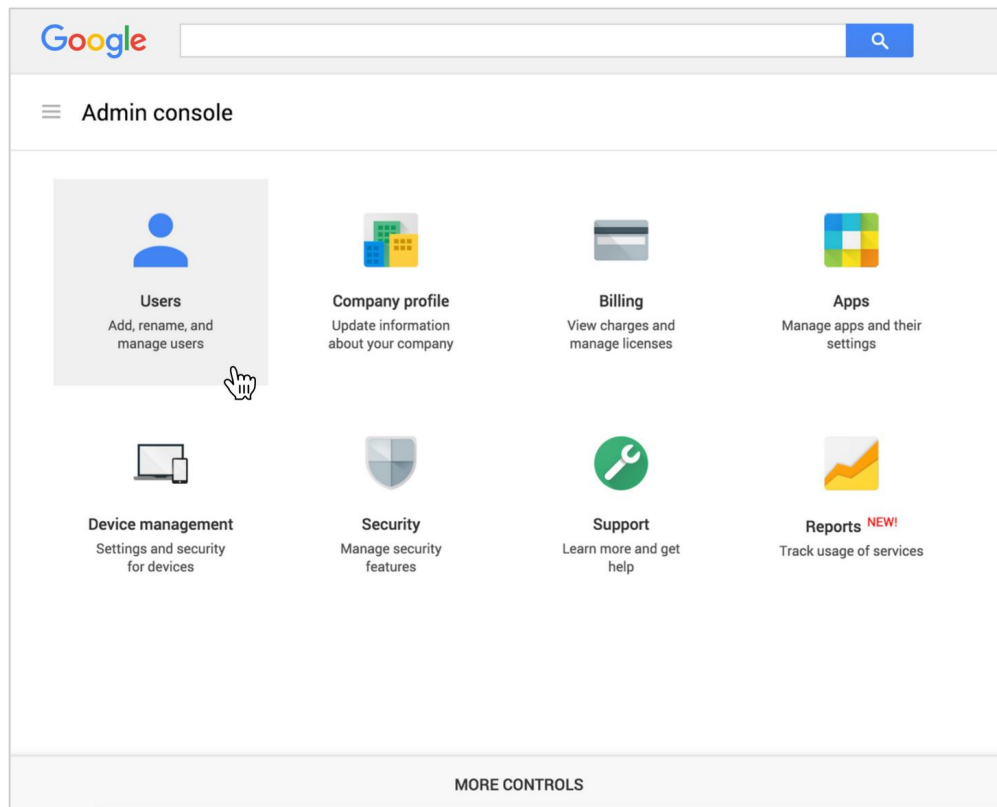 Google
Admin console
Users
Add, rename, and
manage users
Company profile
Update information
about your company
Billing
View charges and
manage licenses
Apps
Manage apps and their
settings
Device management
Settings and security
for devices
Security
Manage security
features
Support
Learn more and get
help
Reports NEW!
Track usage of services
MORE CONTROLS